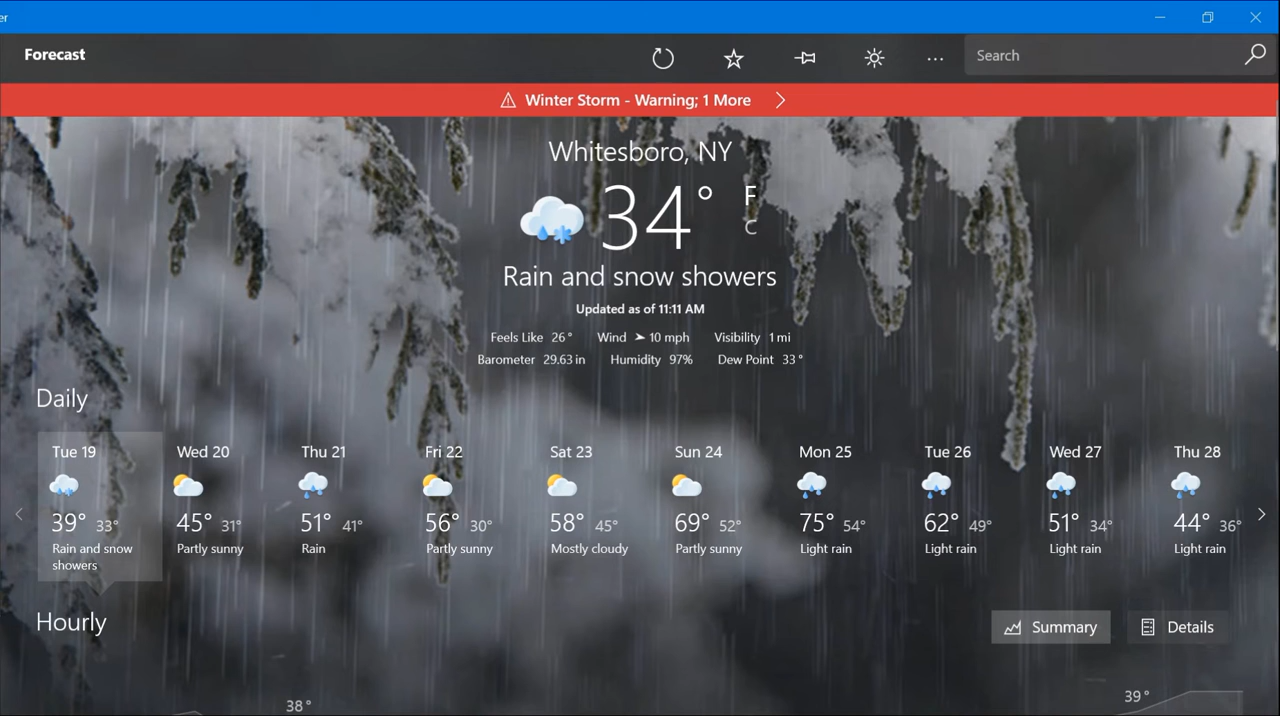 er
Forecast
Search
Winter Storm - Warning; 1 More
Whitesboro, NY
34° F
C
Rain and snow showers
Updated as of 11:11 AM
Feels Like 26° Wind 10 mph Visibility 1 mi
Barometer 29.63 in Humidity 97% Dew Point 33°
Daily
Tue 19 Wed 20 Thu 21 Fri 22 Sat 23 Sun 24 Mon 25 Tue 26 Wed 27 Thu 28
39° 33° 45° 31° 51° 41° 56° 30° 58° 45° 69° 52° 75° 54° 62° 49° 51° 34° 44° 36°
Rain and snow Partly sunny Rain Partly sunny Mostly cloudy Partly sunny Light rain Light rain Light rain Light rain
showers
Hourly
Summary Details
38° 39°